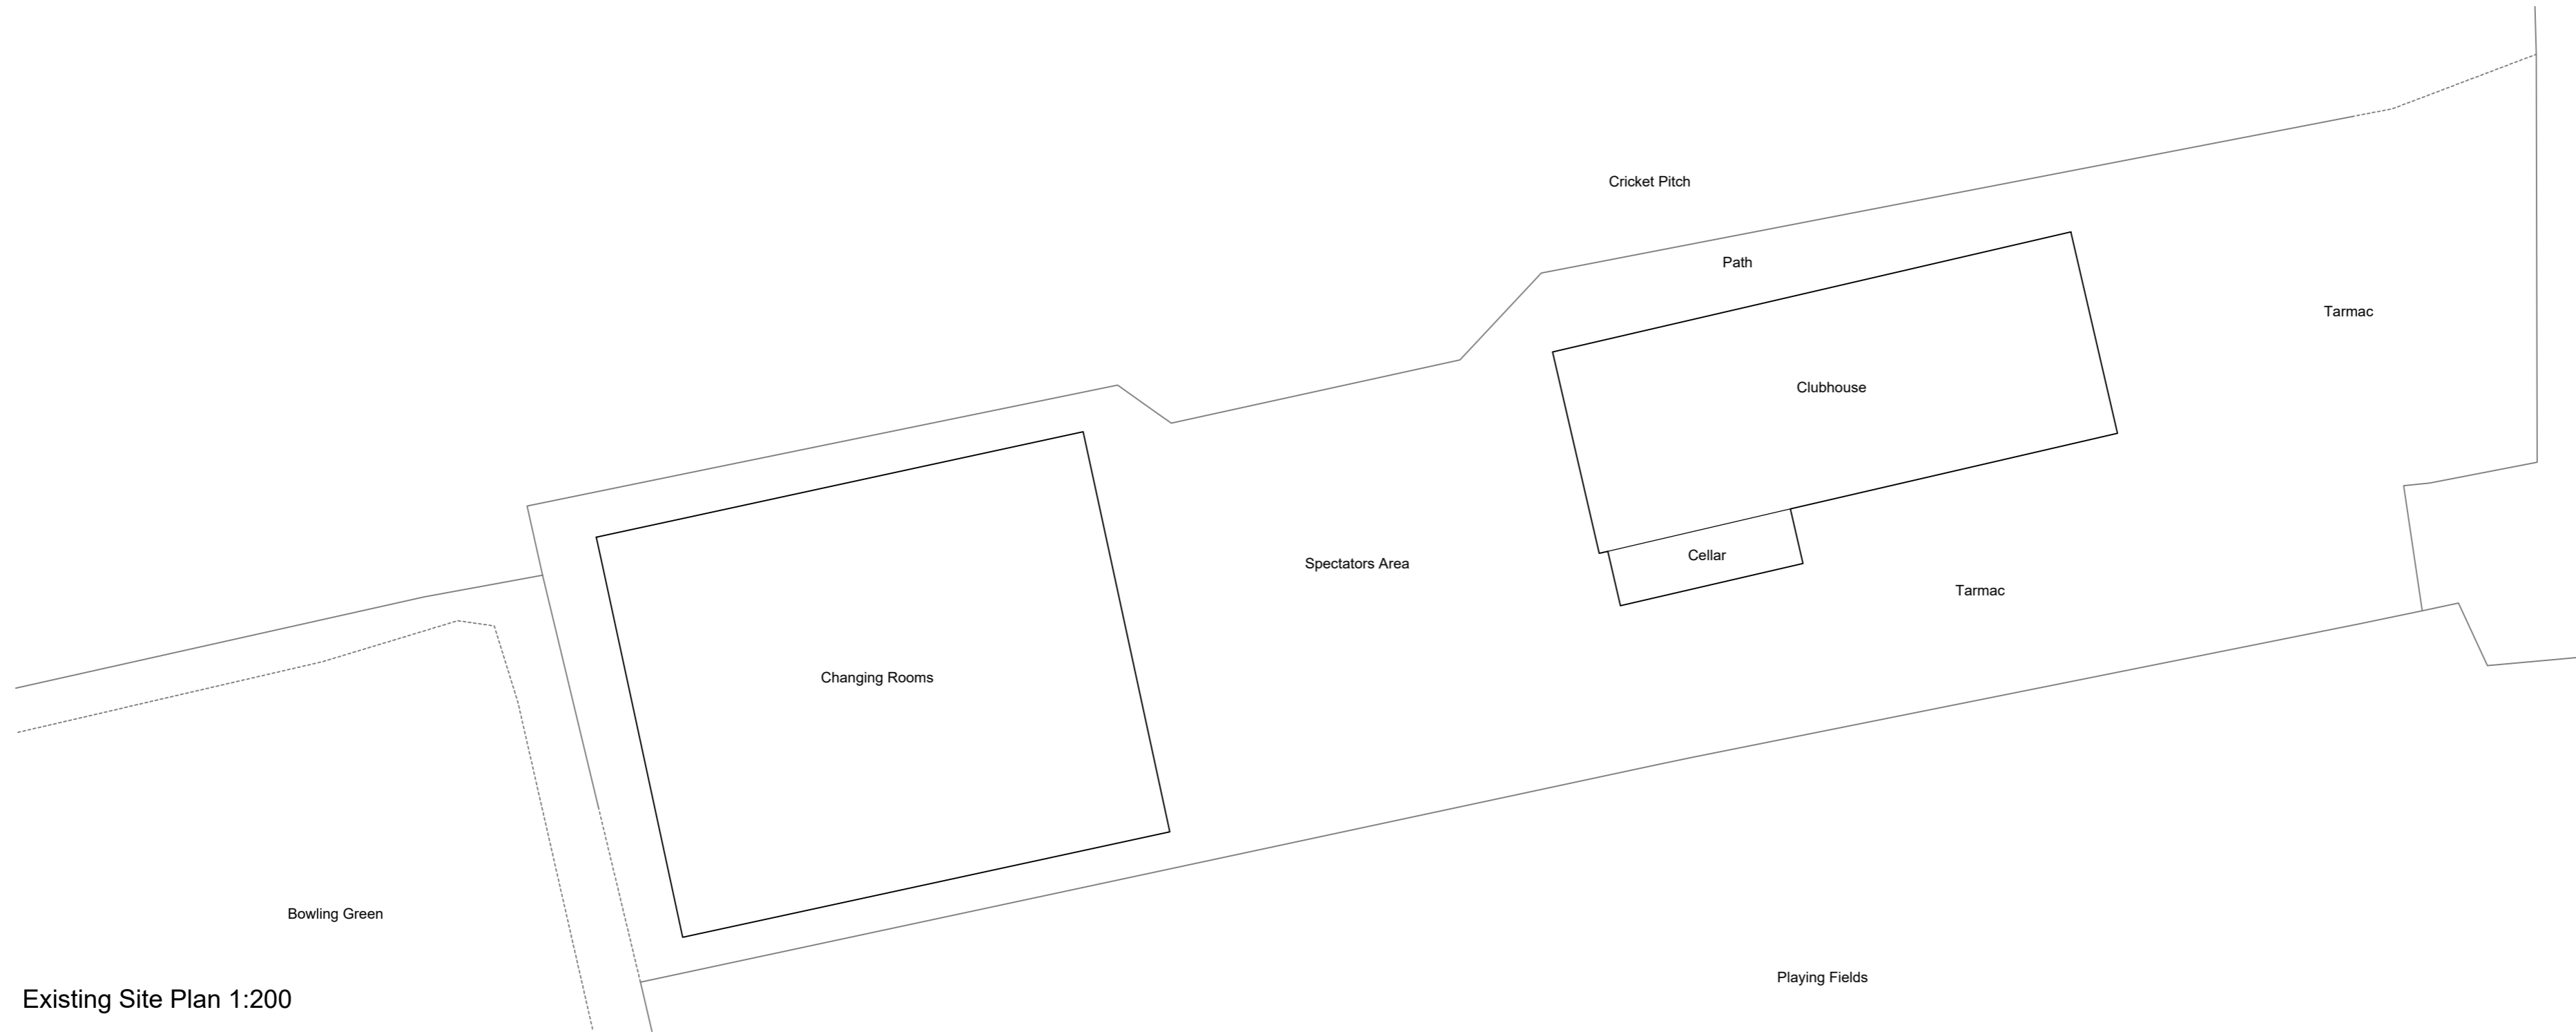 Cricket Pitch
Path
Tarmac
Clubhouse
Cellar
Spectators Area
Tarmac
Changing Rooms
Bowling Green
Playing Fields
Existing Site Plan 1:200